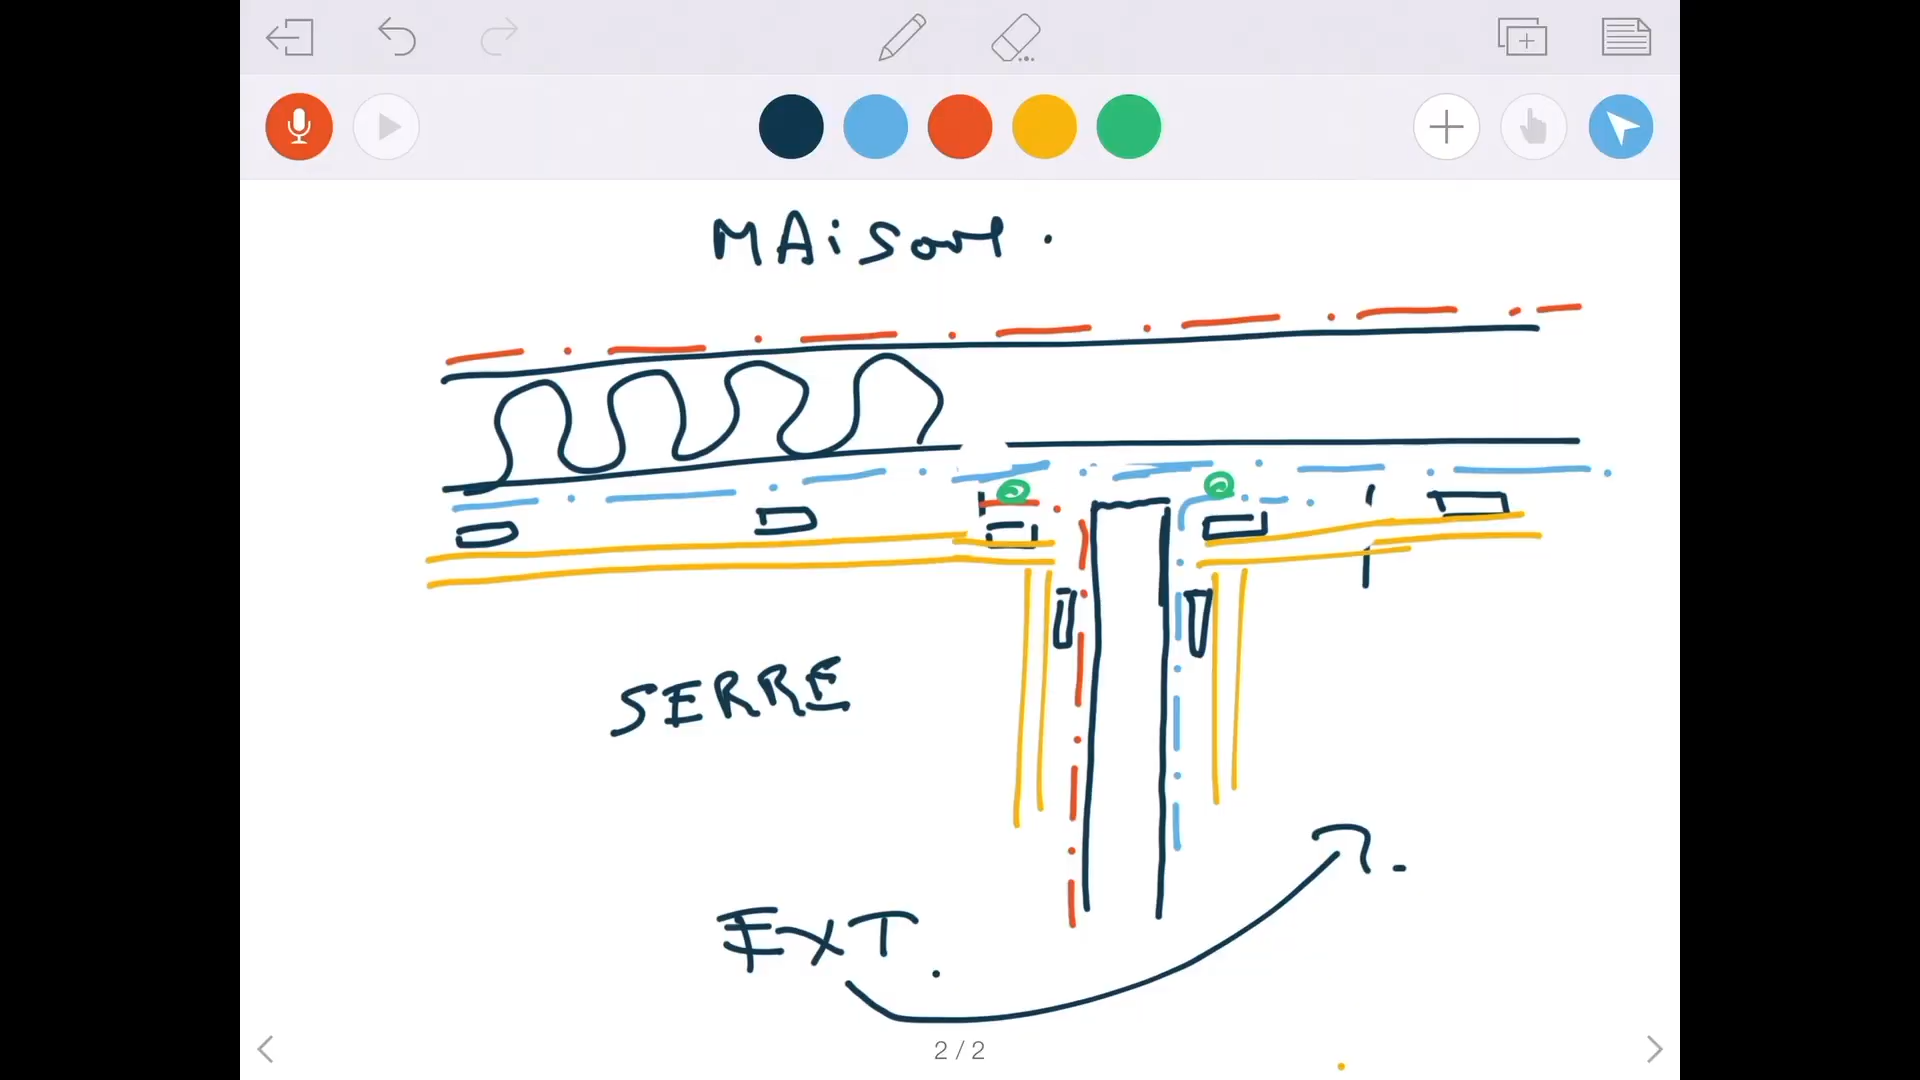 MAiSon.
SERRE
EXT.
?
2 / 2